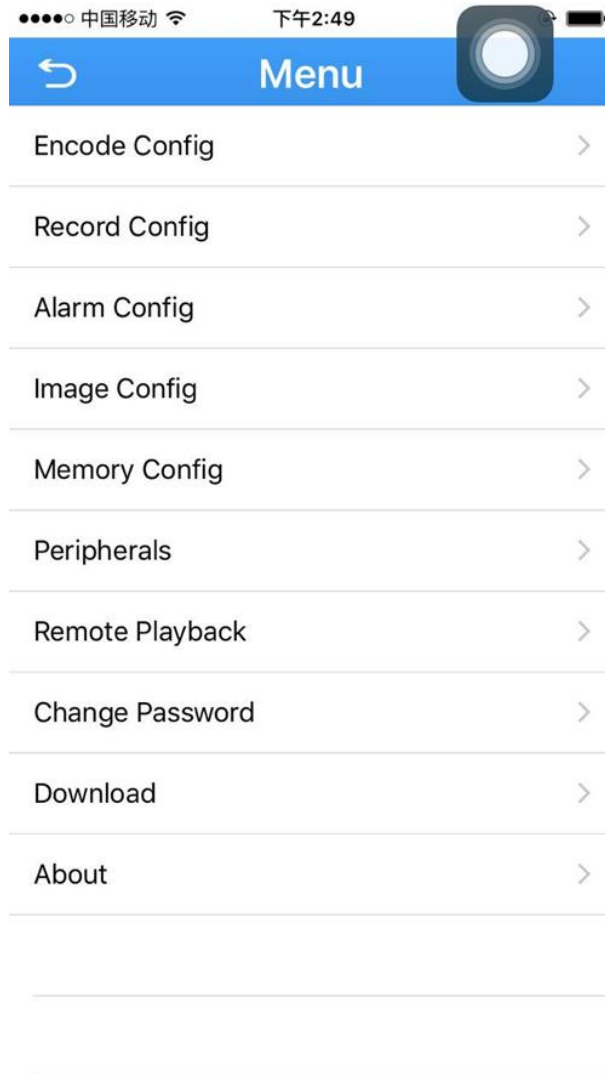 中国移动 下午2:49
Menu
Encode Config
Record Config
Alarm Config
Image Config
Memory Config
Peripherals
Remote Playback
Change Password
Download
About